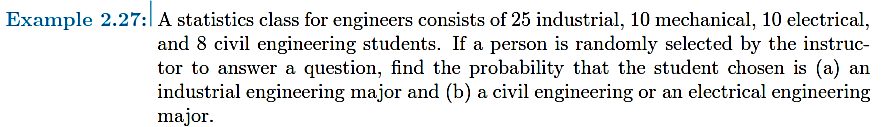 Example 2.27: A statistics class for engineers consists of 25 industrial, 10 mechanical, 10 electrical,
and 8 civil engineering students. If a person is randomly selected by the instruc-
tor to answer a question, find the probability that the student chosen is (a) an
industrial engineering major and (b) a civil engineering or an electrical engineering
major.